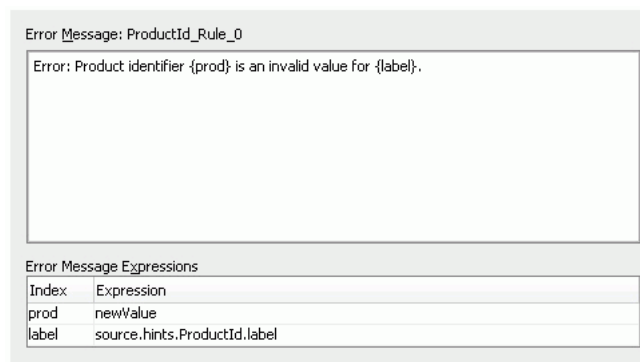 Error Message: ProductId_Rule_0
Error: Product identifier {prod} is an invalid value for {label}.
Error Message Expressions
Index Expression
prod newValue
label source.hints.ProductId.label